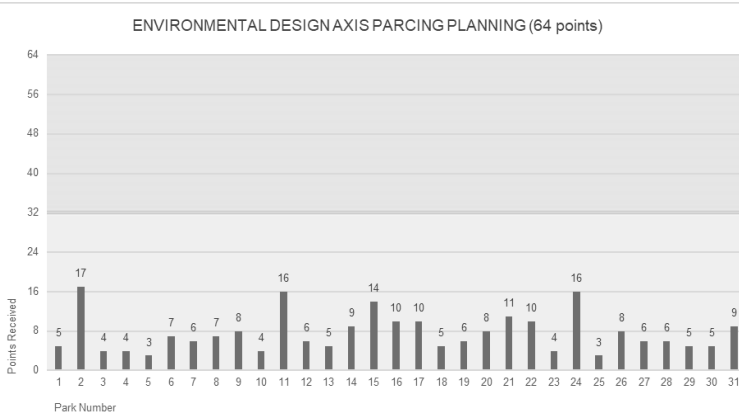 ENVIRONMENTAL DESIGN AXIS PARCING PLANNING (64 points)
64
56
48
40
32
24
16
8
0
Points Received
5 17 4 4 3 7 6 7 8 4 16 6 5 9 14 10 10 5 6 8 11 10 4 16 3 8 6 6 5 5 9
1 2 3 4 5 6 7 8 9 10 11 12 13 14 15 16 17 18 19 20 21 22 23 24 25 26 27 28 29 30 31
Park Number